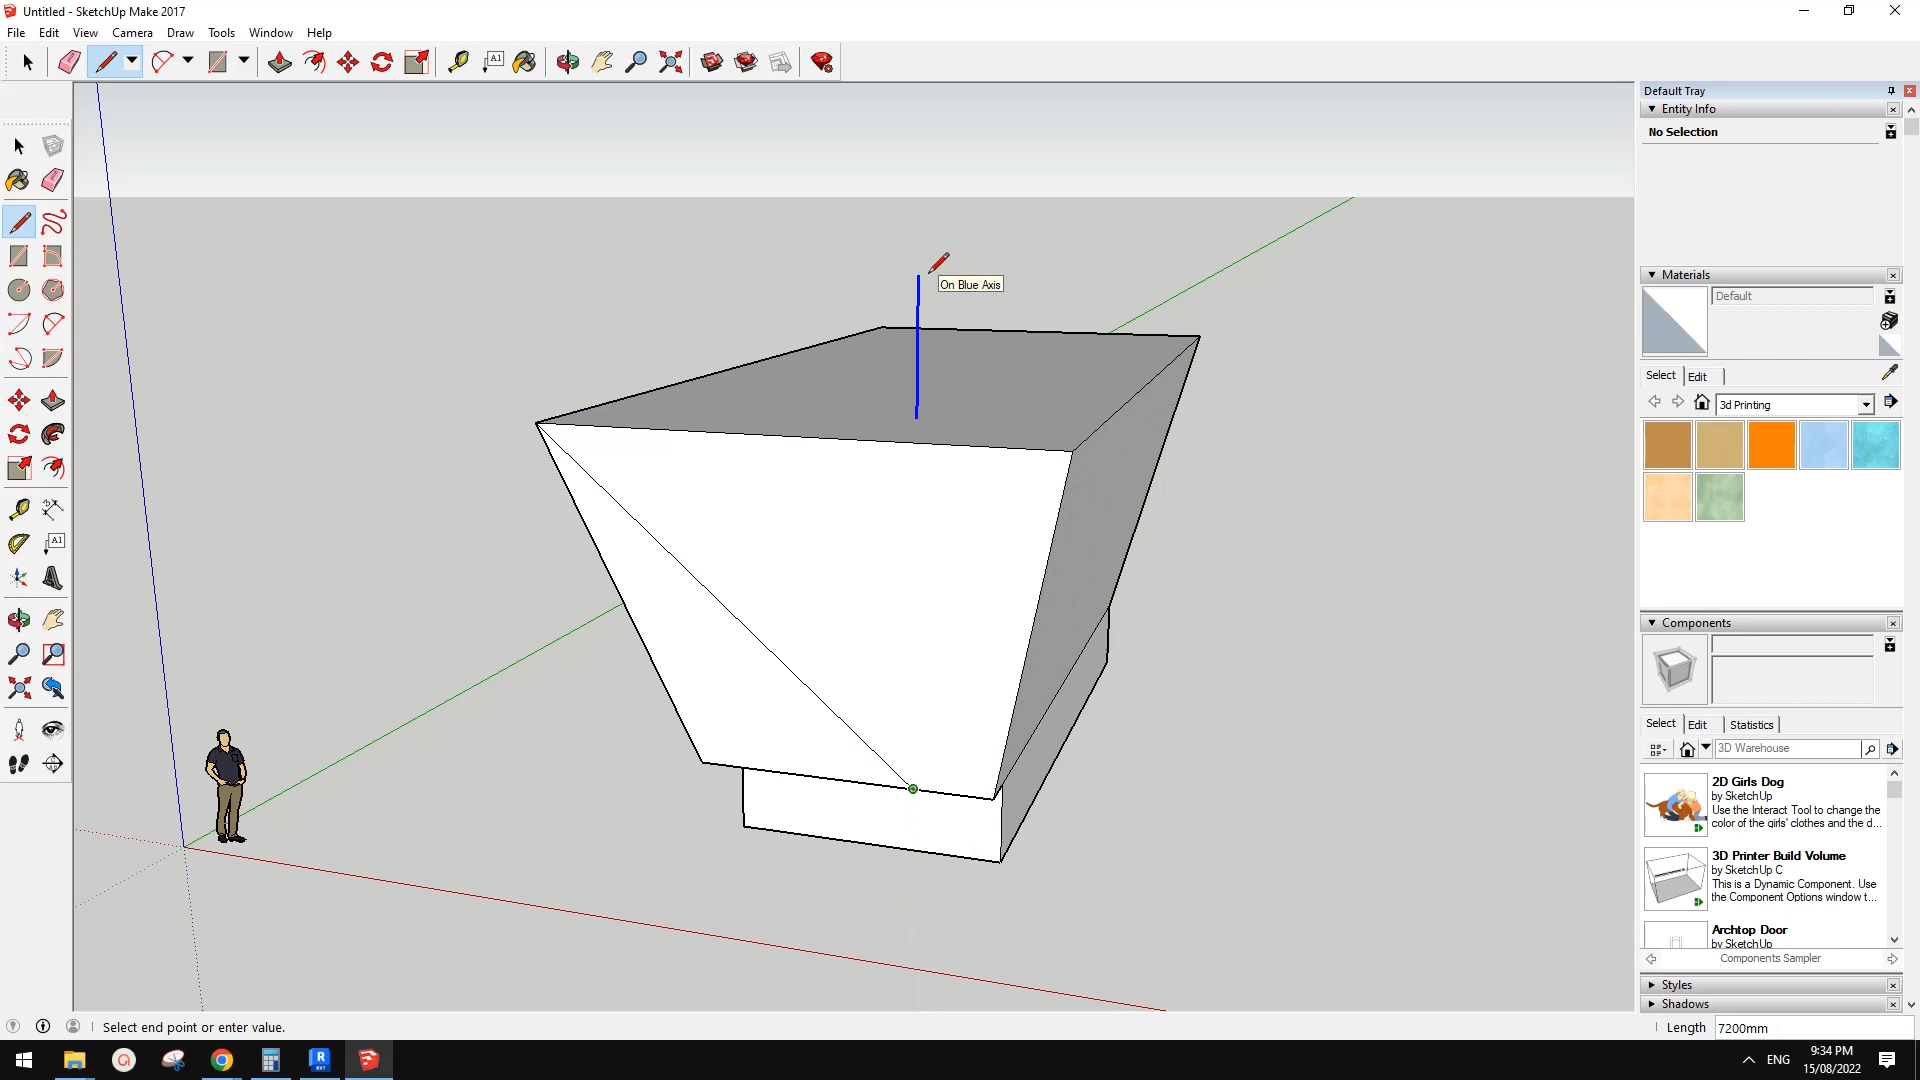 Untitled - SketchUp Make 2017
File Edit View Camera Draw Tools Window Help
A1
Default Tray
Entity Info
No Selection
On Blue Axis
Materials
Default
Select Edit
3d Printing
A1
Components
Select Edit Statistics
3D Warehouse
2D Girls Dog
by SketchUp
Use the Interact Tool to change the
color of the girls' clothes and the d...
3D Printer Build Volume
by SketchUp C
This is a Dynamic Component. Use
the Component Options window t...
Archtop Door
by SketchUp
Components Sampler
Styles
Shadows
Select end point or enter value.
Length 7200mm
R
RVT
ENG
9:34 PM
15/08/2022